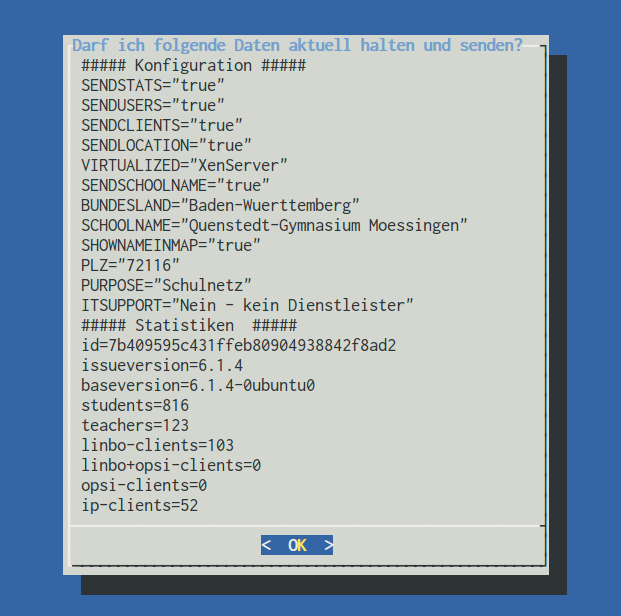 Darf ich folgende Daten aktuell halten und senden?
##### Konfiguration #####
SENDSTATS="true"
SENDUSERS="true"
SENDCLIENTS="true"
SENDLOCATION="true"
VIRTUALIZED="XenServer"
SENDSCHOOLNAME="true"
BUNDESLAND="Baden-Wuerttemberg"
SCHOOLNAME="Quenstedt-Gymnasium Moessingen"
SHOWNAMEINMAP="true"
PLZ="72116"
PURPOSE="Schulnetz"
ITSUPPORT="Nein - kein Dienstleister"
##### Statistiken  #####
id=7b409595c431ffeb80904938842f8ad2
issueversion=6.1.4
baseversion=6.1.4-0ubuntu0
students=816
teachers=123
linbo-clients=103
linbo+opsi-clients=0
opsi-clients=0
ip-clients=52
<  OK  >